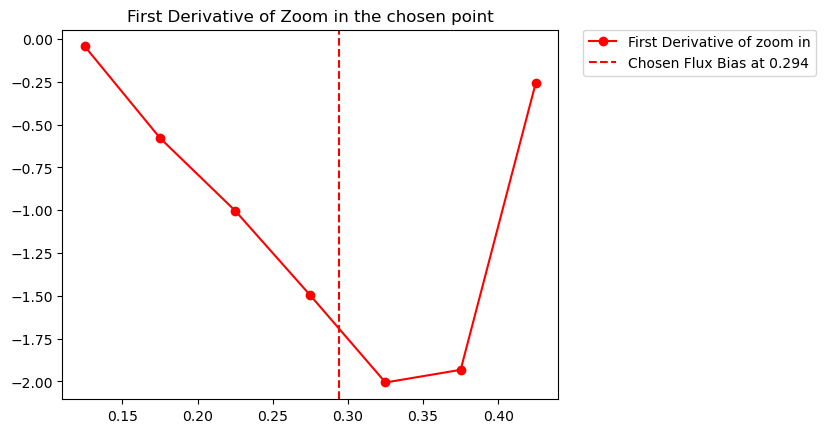 First Derivative of Zoom in the chosen point
First Derivative of zoom in
Chosen Flux Bias at 0.294
0.00
−0.25
−0.50
−0.75
−1.00
−1.25
−1.50
−1.75
−2.00
0.15 0.20 0.25 0.30 0.35 0.40